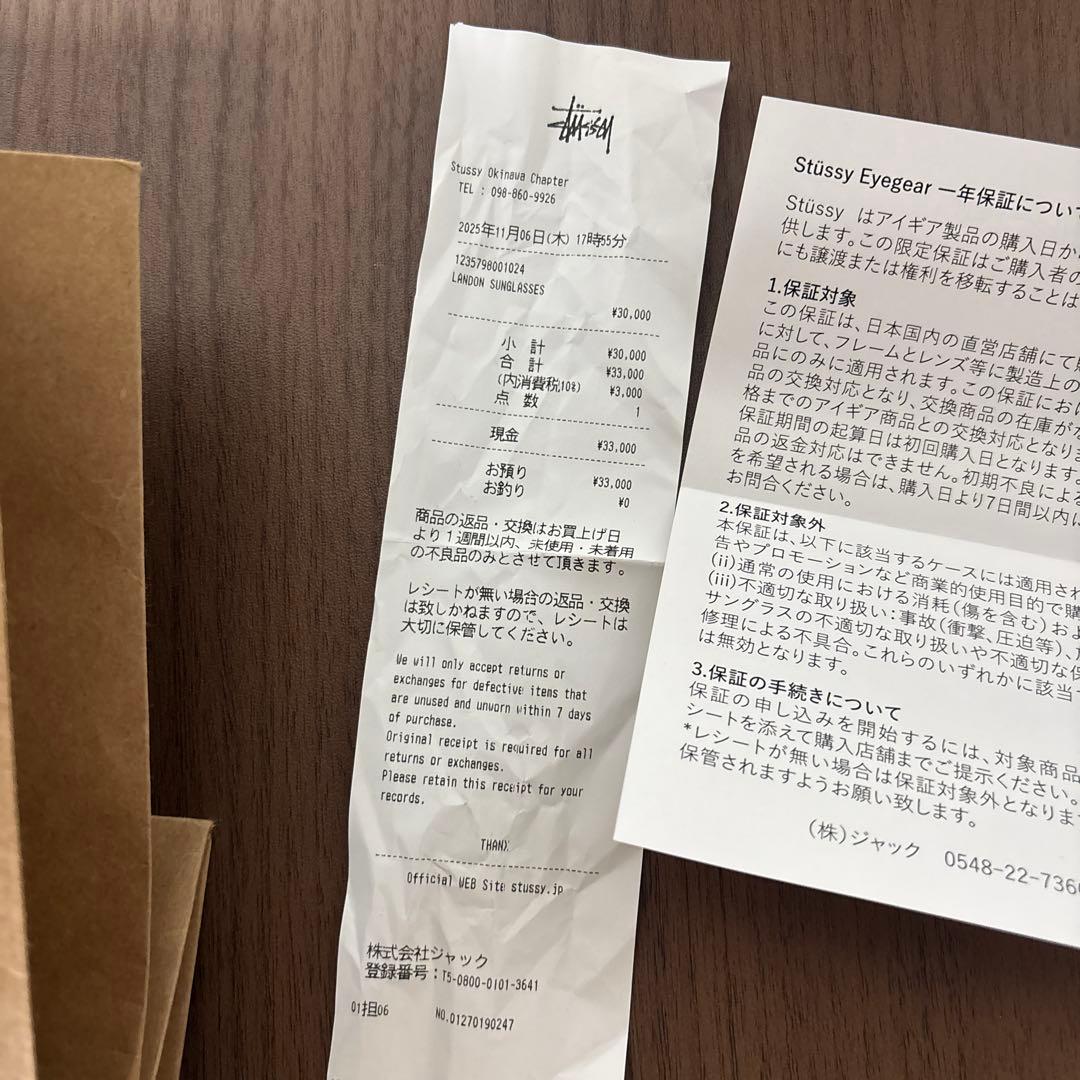 Stüssy
Stussy Okinawa Chapter
TEL : 098-860-9926
2025年11月06日(木) 17時55分
1235798001024
LANDON SUNGLASSES
¥30,000
小 計 ¥30,000
合 計 ¥33,000
(内消費税10%) ¥3,000
点 数 1
現金 ¥33,000
お預り ¥33,000
お釣り ¥0
商品の返品・交換はお買上げ日
より１週間以内、未使用・未着用
の不良品のみとさせて頂きます。
レシートが無い場合の返品・交換
は致しかねますので、レシートは
大切に保管してください。
We will only accept returns or
exchanges for defective items that
are unused and unworn within 7 days
of purchase.
Original receipt is required for all
returns or exchanges.
Please retain this receipt for your
records.
THANX
Official WEB Site stussy.jp
株式会社ジャック
登録番号：T5-0800-0101-3641
01担06 NO.01270190247
Stüssy Eyegear 一年保証につい
Stüssy はアイギア製品の購入日か
供します。この限定保証はご購入者の
にも譲渡または権利を移転することは
1.保証対象
この保証は、日本国内の直営店舗にて
に対して、フレームとレンズ等に製造上の
品にのみに適用されます。この保証におい
品の交換対応となり、交換商品の在庫が
格までのアイギア商品との交換対応となりま
保証期間の起算日は初回購入日となります。
品の返金対応はできません。初期不良による
を希望される場合は、購入日より7日間以内に
お問合ください。
2.保証対象外
本保証は、以下に該当するケースには適用され
告やプロモーションなど商業的使用目的で購
(ii)通常の使用における消耗(傷を含む)およ
(iii)不適切な取り扱い：事故(衝撃、圧迫等)、
サングラスの不適切な取り扱いや不適切な保
修理による不具合。これらのいずれかに該当
は無効となります。
3.保証の手続きについて
保証の申し込みを開始するには、対象商品
シートを添えて購入店舗までご提示ください。
*レシートが無い場合は保証対象外となりま
保管されますようお願い致します。
(株)ジャック 0548-22-736